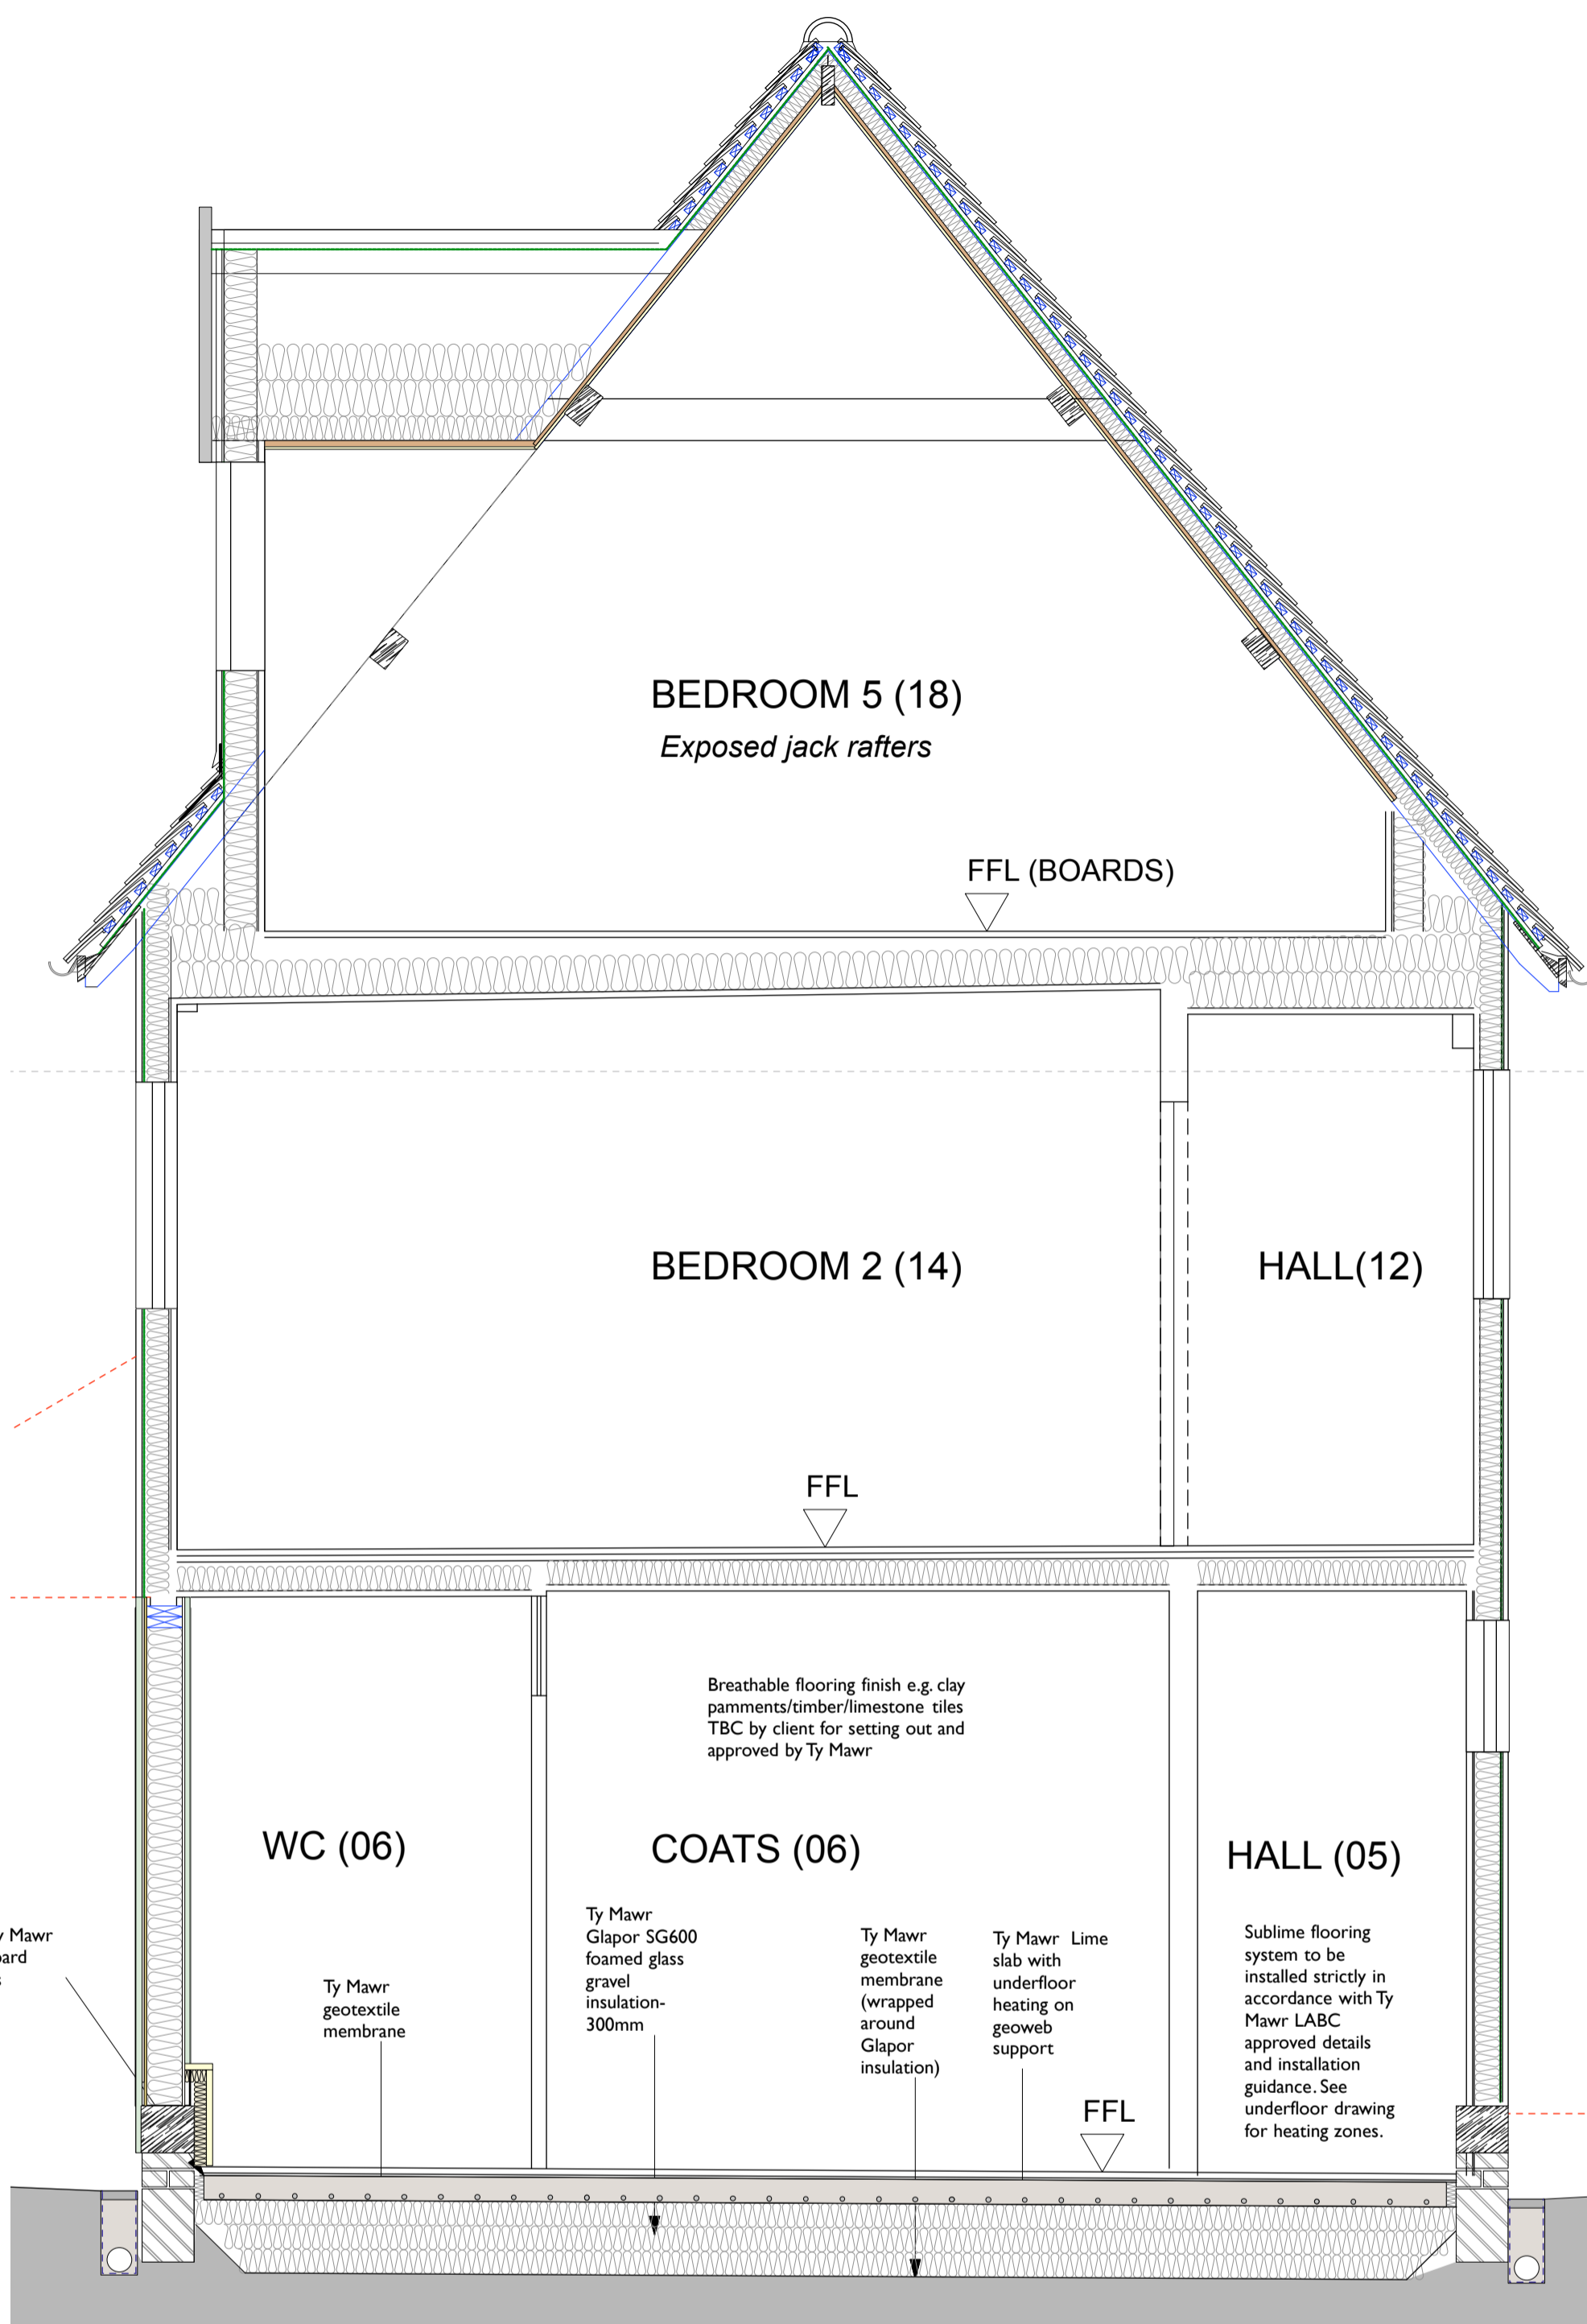 BEDROOM 5 (18)
Exposed jack rafters
FFL (BOARDS)
BEDROOM 2 (14)
HALL(12)
FFL
Breathable flooring finish e.g. clay
pamments/timber/limestone tiles
TBC by client for setting out and
approved by Ty Mawr
WC (06)
COATS (06)
HALL (05)
Mawr
Ty Mawr
geotextile
membrane
Ty Mawr
Glapor SG600
foamed glass
gravel
insulation-
300mm
Ty Mawr
geotextile
membrane
(wrapped
around
Glapor
insulation)
Ty Mawr Lime
slab with
underfloor
heating on
geoweb
support
Sublime flooring
system to be
installed strictly in
accordance with Ty
Mawr LABC
approved details
and installation
guidance. See
underfloor drawing
for heating zones.
FFL